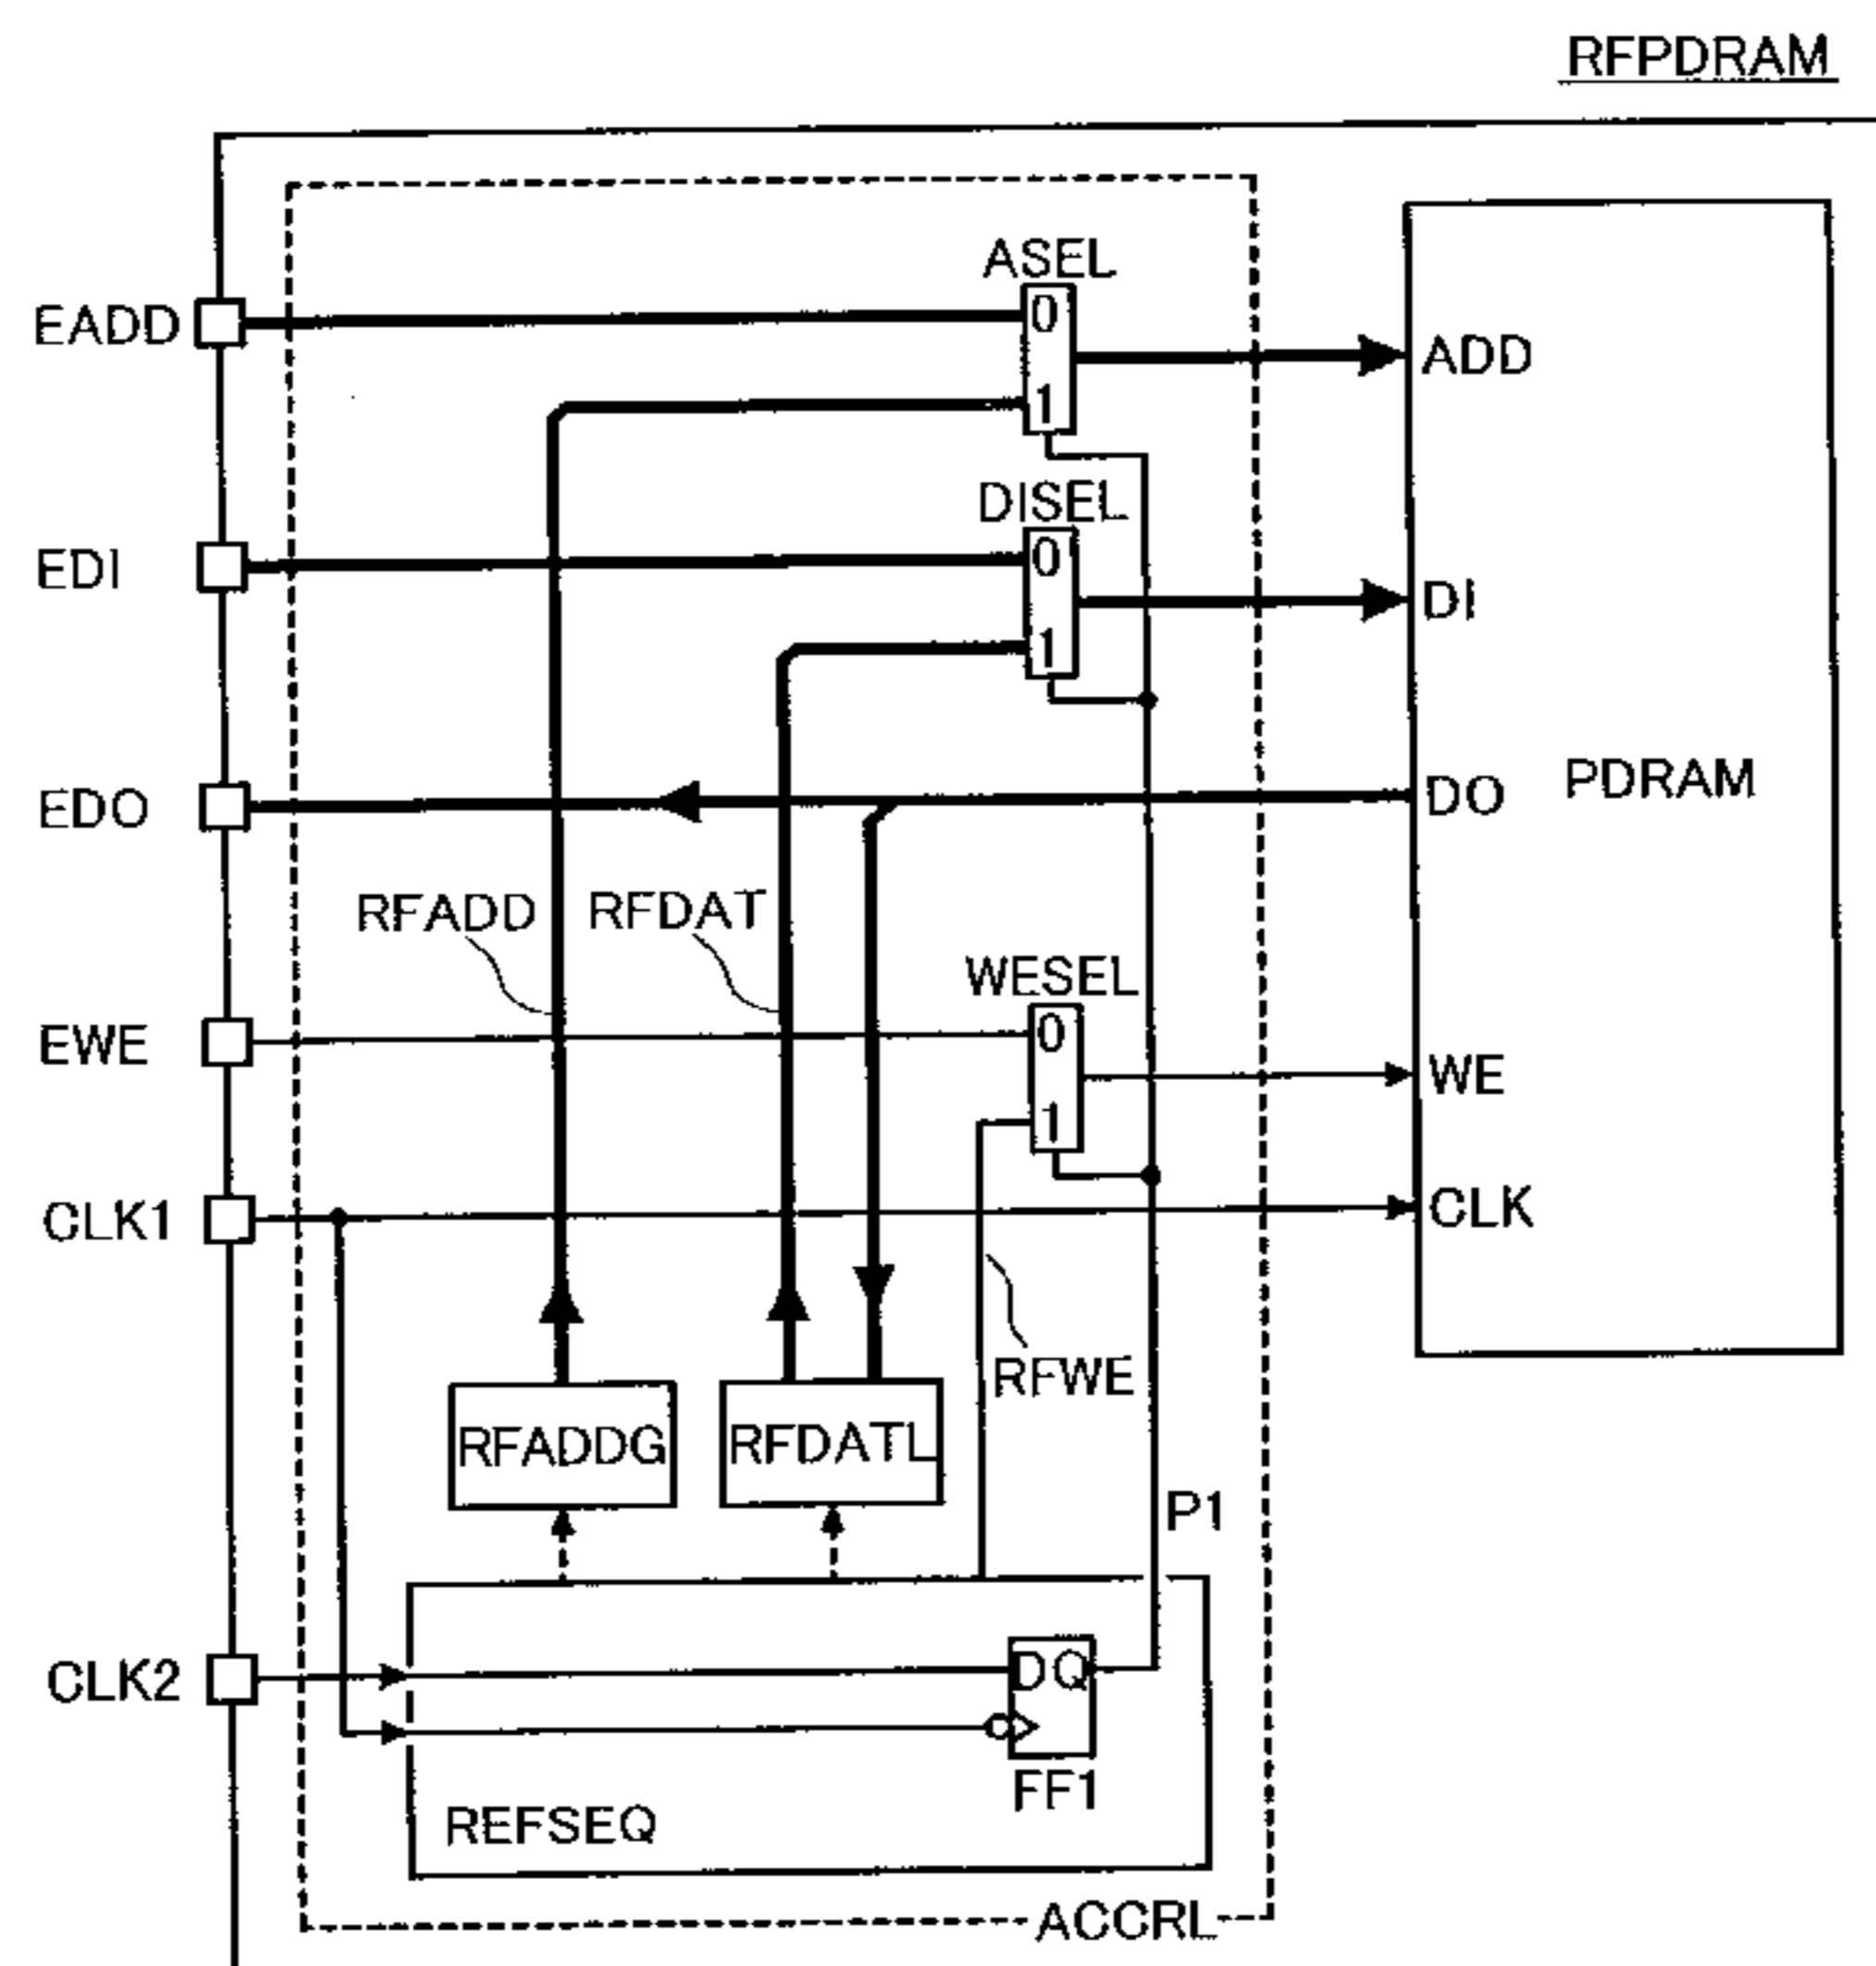 RFPDRAM
ASEL
EADD
0
ADD
1
DISEL
EDI
0
DI
1
EDO
DO
PDRAM
RFADD
RFDAT
WESEL
EWE
0
WE
1
CLK1
CLK
RFWE
RFADDG
RFDATL
P1
CLK2
DQ
FF1
REFSEQ
ACCRL